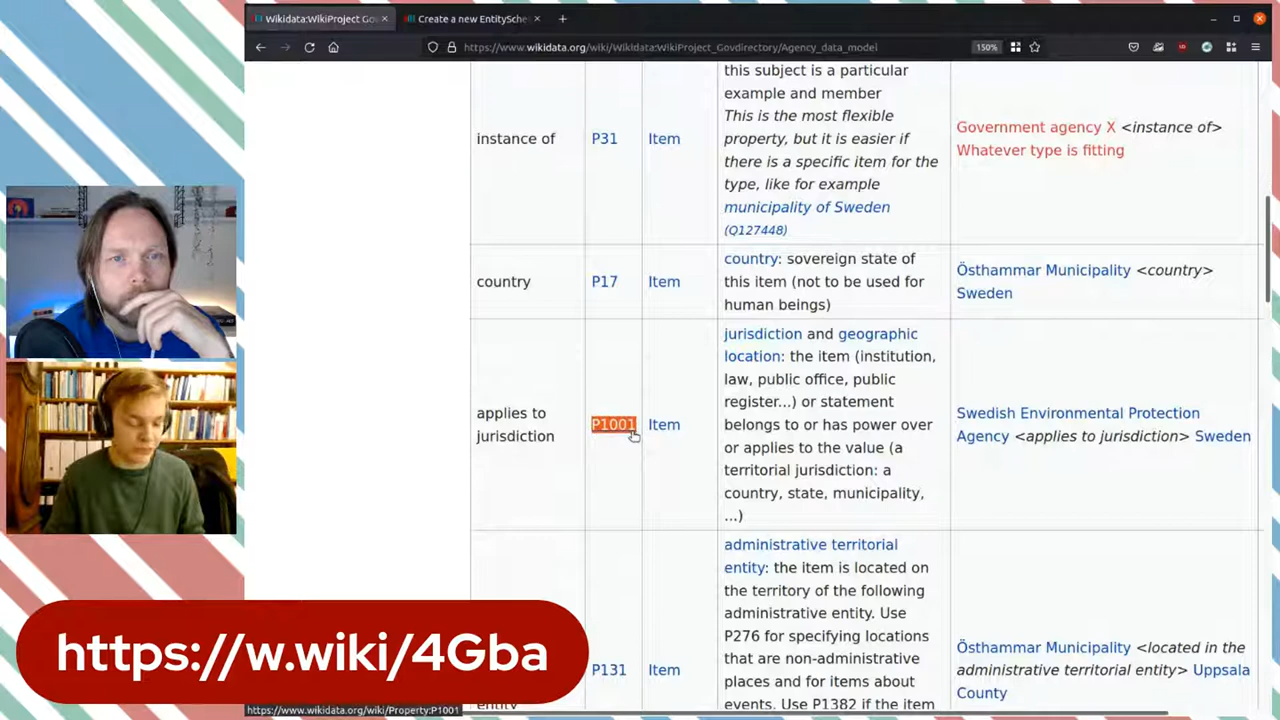 Wikidata:WikiProject Gov
Create a new EntitySche
https://www.wikidata.org/wiki/Wikidata:WikiProject_Govdirectory/Agency_data_model
150%
instance of
P31
Item
this subject is a particular
example and member
This is the most flexible
property, but it is easier if
there is a specific item for the
type, like for example
municipality of Sweden
(Q127448)
Government agency X <instance of>
Whatever type is fitting
country
P17
Item
country: sovereign state of
this item (not to be used for
human beings)
Östhammar Municipality <country>
Sweden
applies to
jurisdiction
P1001
Item
jurisdiction and geographic
location: the item (institution,
law, public office, public
register...) or statement
belongs to or has power over
or applies to the value (a
territorial jurisdiction: a
country, state, municipality,
...)
Swedish Environmental Protection
Agency <applies to jurisdiction> Sweden
entity
P131
Item
administrative territorial
entity: the item is located on
the territory of the following
administrative entity. Use
P276 for specifying locations
that are non-administrative
places and for items about
events. Use P1382 if the item
Östhammar Municipality <located in the
administrative territorial entity> Uppsala
County
https://w.wiki/4Gba
https://www.wikidata.org/wiki/Property:P1001